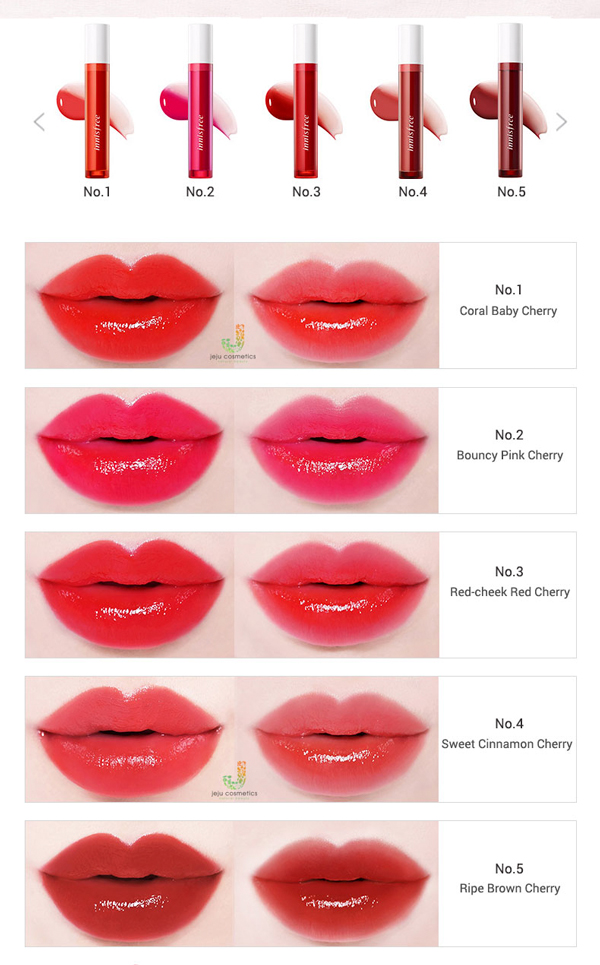 innisfree
innisfree
innisfree
innisfree
innisfree
No.1
No.2
No.3
No.4
No.5
No.1
Coral Baby Cherry
jeju cosmetics
No.2
Bouncy Pink Cherry
No.3
Red-cheek Red Cherry
No.4
Sweet Cinnamon Cherry
jeju cosmetics
No.5
Ripe Brown Cherry